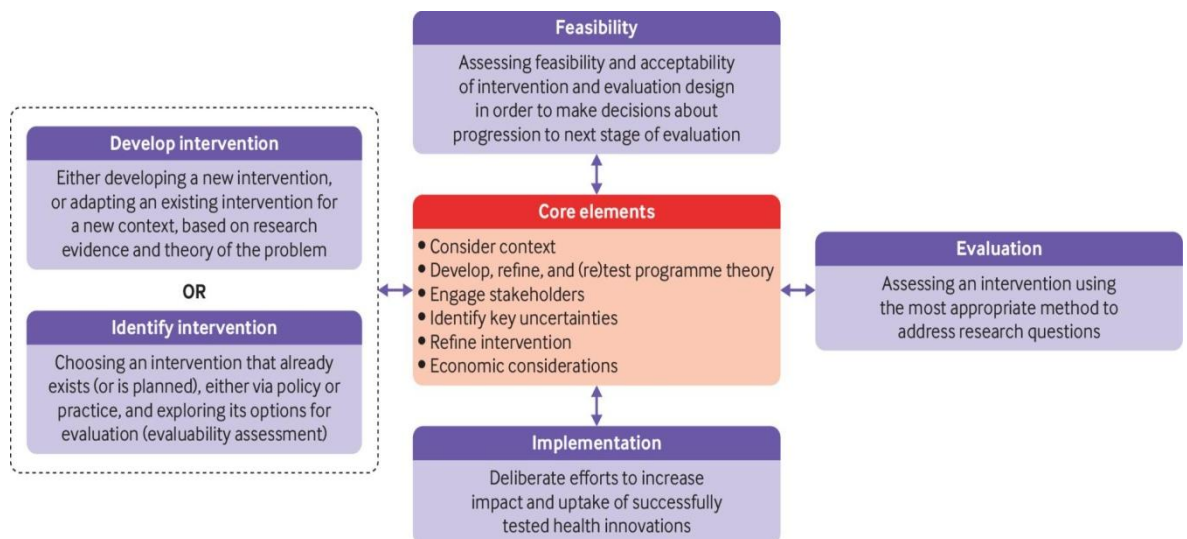 Feasibility
Assessing feasibility and acceptability
of intervention and evaluation design
in order to make decisions about
progression to next stage of evaluation
Develop intervention
Either developing a new intervention,
or adapting an existing intervention for
a new context, based on research
evidence and theory of the problem
OR
Identify intervention
Choosing an intervention that already
exists (or is planned), either via policy or
practice, and exploring its options for
evaluation (evaluability assessment)
Core elements
• Consider context
• Develop, refine, and (re)test programme theory
• Engage stakeholders
• Identify key uncertainties
• Refine intervention
• Economic considerations
Evaluation
Assessing an intervention using
the most appropriate method to
address research questions
Implementation
Deliberate efforts to increase
impact and uptake of successfully
tested health innovations